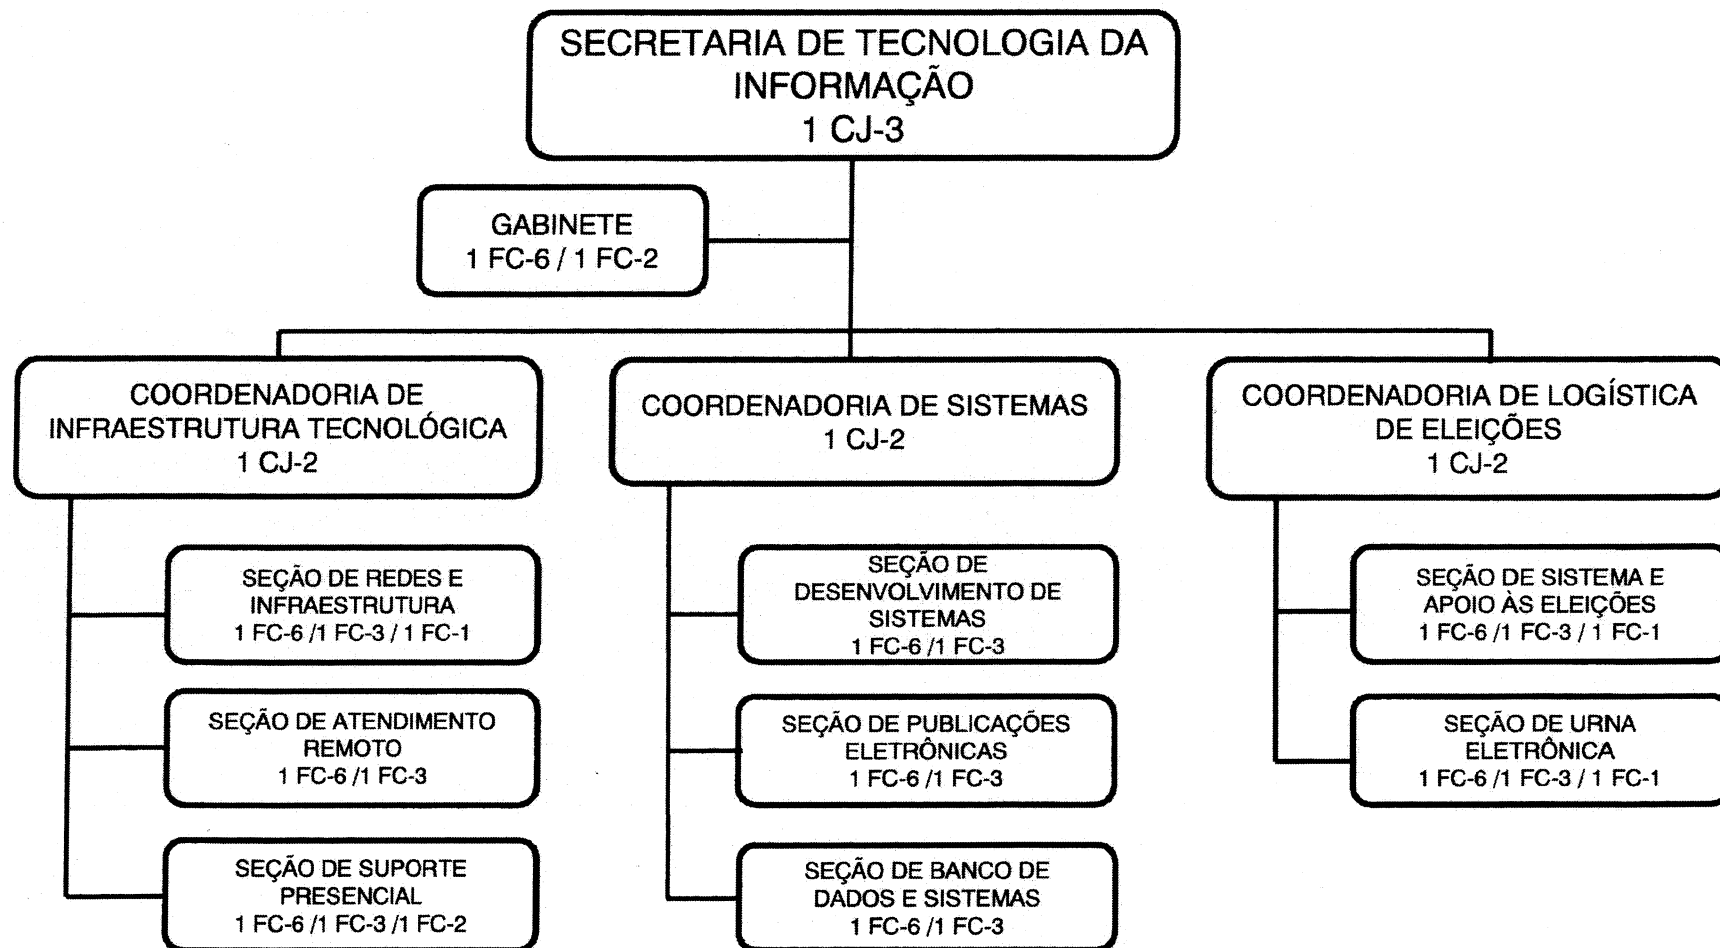 SECRETARIA DE TECNOLOGIA DA
INFORMAÇÃO
1 CJ-3
GABINETE
1 FC-6 / 1 FC-2
COORDENADORIA DE
INFRAESTRUTURA TECNOLÓGICA
1 CJ-2
SEÇÃO DE REDES E
INFRAESTRUTURA
1 FC-6 /1 FC-3 / 1 FC-1
SEÇÃO DE ATENDIMENTO
REMOTO
1 FC-6 /1 FC-3
SEÇÃO DE SUPORTE
PRESENCIAL
1 FC-6 /1 FC-3 /1 FC-2
COORDENADORIA DE SISTEMAS
1 CJ-2
SEÇÃO DE
DESENVOLVIMENTO DE
SISTEMAS
1 FC-6 /1 FC-3
SEÇÃO DE PUBLICAÇÕES
ELETRÔNICAS
1 FC-6 /1 FC-3
SEÇÃO DE BANCO DE
DADOS E SISTEMAS
1 FC-6 /1 FC-3
COORDENADORIA DE LOGÍSTICA
DE ELEIÇÕES
1 CJ-2
SEÇÃO DE SISTEMA E
APOIO ÀS ELEIÇÕES
1 FC-6 /1 FC-3 / 1 FC-1
SEÇÃO DE URNA
ELETRÔNICA
1 FC-6 /1 FC-3 / 1 FC-1